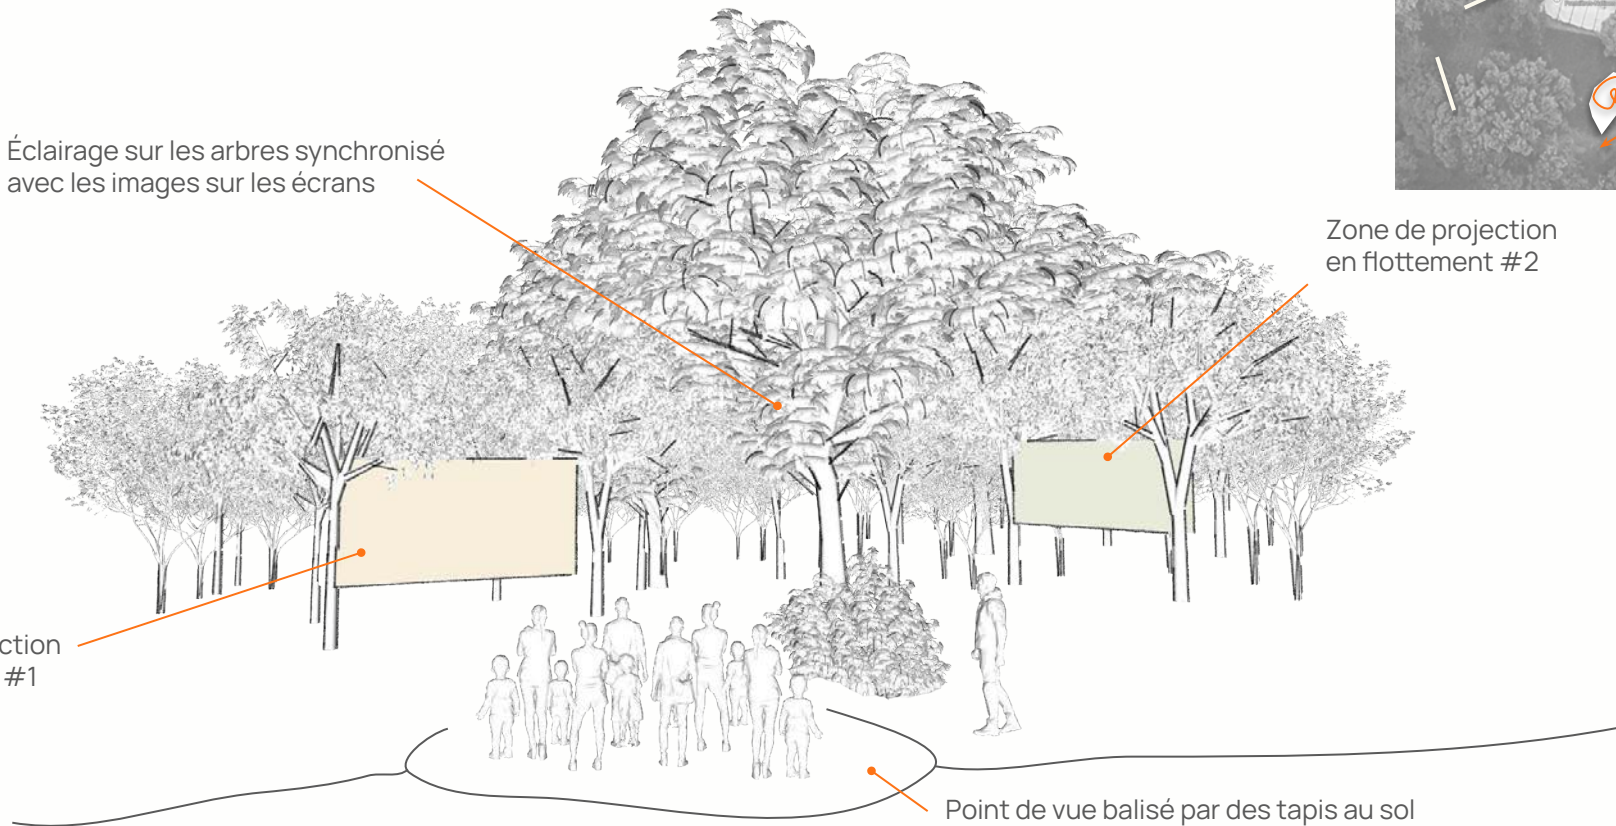 Éclairage sur les arbres synchronisé
avec les images sur les écrans
Zone de projection
en flottement #2
ction
#1
Point de vue balisé par des tapis au sol